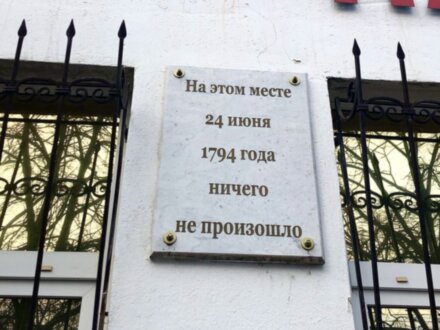 На этом месте
24 июня
1794 года
ничего
не произошло